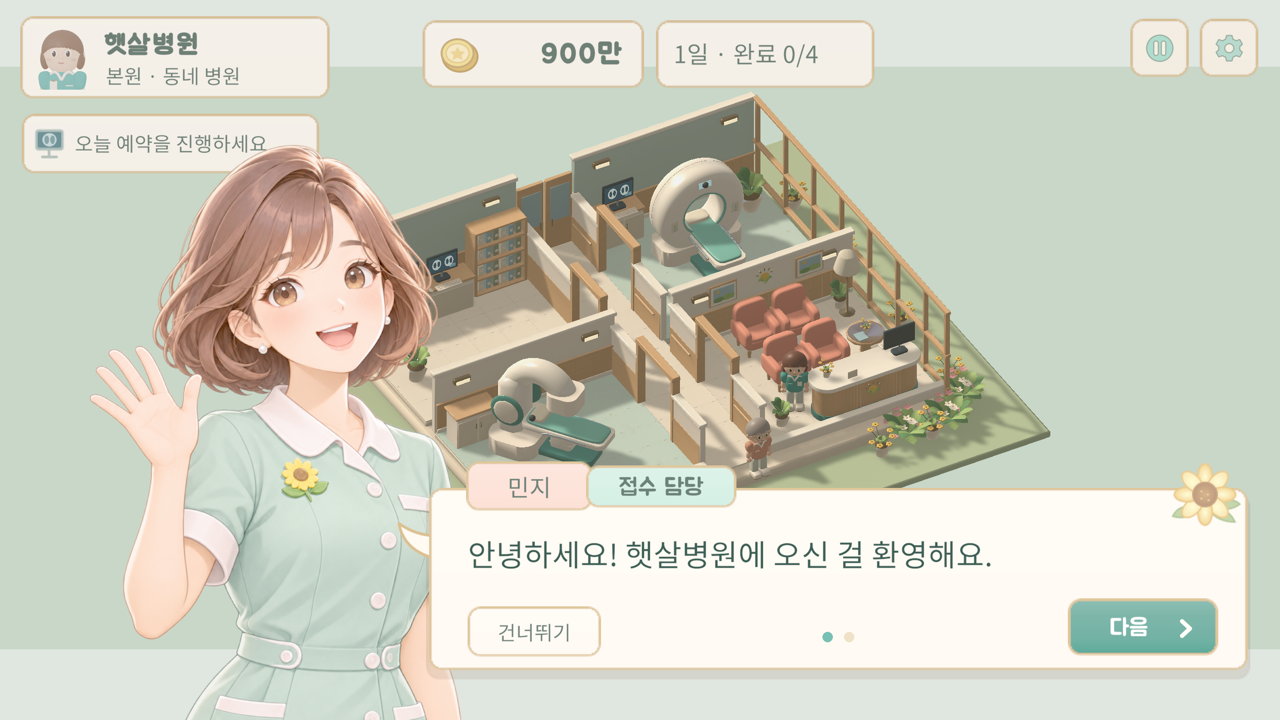 햇살병원
본원 · 동네 병원
900만
1일 · 완료 0/4
오늘 예약을 진행하세요
민지
접수 담당
안녕하세요! 햇살병원에 오신 걸 환영해요.
건너뛰기
다음